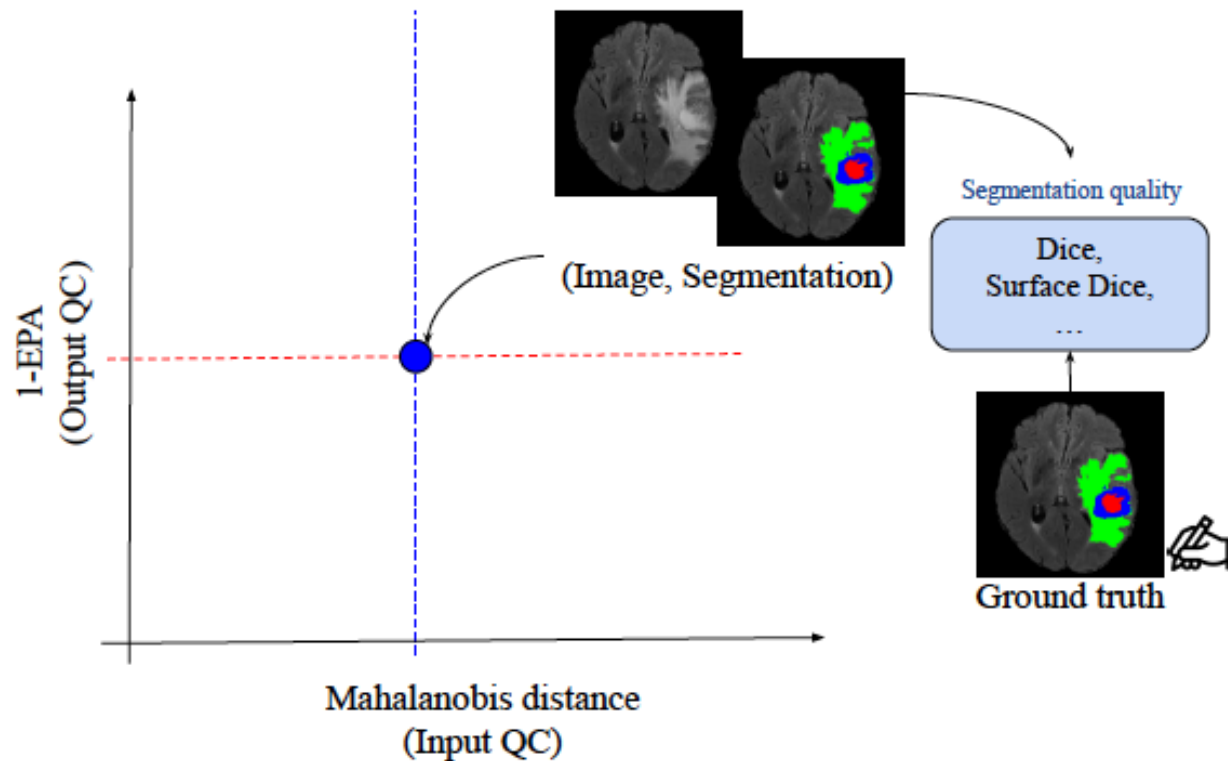 1-EPA
(Output QC)
(Image, Segmentation)
Segmentation quality
Dice,
Surface Dice,
...
Ground truth
Mahalanobis distance
(Input QC)